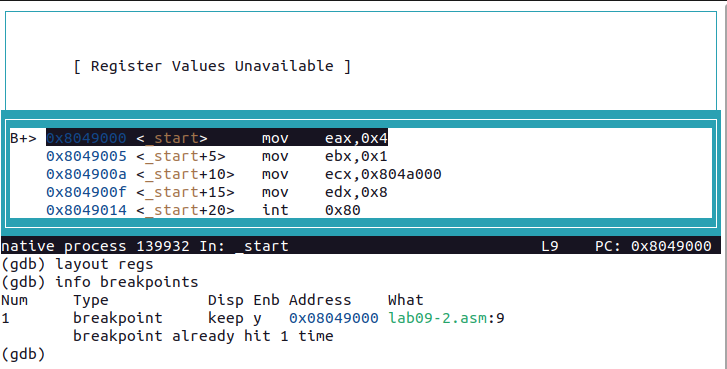 [ Register Values Unavailable ]
B+> 0x8049000 <_start> mov eax,0x4
0x8049005 <_start+5> mov ebx,0x1
0x804900a <_start+10> mov ecx,0x804a000
0x804900f <_start+15> mov edx,0x8
0x8049014 <_start+20> int 0x80
native process 139932 In: _start L9 PC: 0x8049000
(gdb) layout regs
(gdb) info breakpoints
Num Type Disp Enb Address What
1 breakpoint keep y 0x08049000 lab09-2.asm:9
breakpoint already hit 1 time
(gdb)